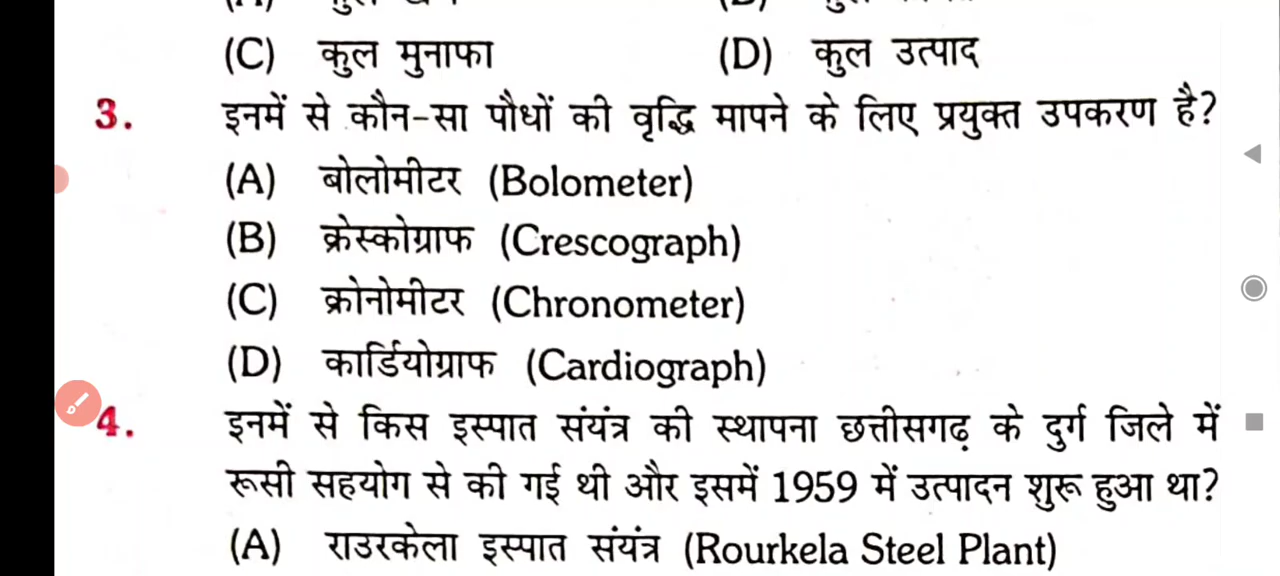 (C) कुल मुनाफा (D) कुल उत्पाद
3. इनमें से कौन-सा पौधों की वृद्धि मापने के लिए प्रयुक्त उपकरण है?
(A) बोलोमीटर (Bolometer)
(B) क्रेस्कोग्राफ (Crescograph)
(C) क्रोनोमीटर (Chronometer)
(D) कार्डियोग्राफ (Cardiograph)
4. इनमें से किस इस्पात संयंत्र की स्थापना छत्तीसगढ़ के दुर्ग जिले में
रूसी सहयोग से की गई थी और इसमें 1959 में उत्पादन शुरू हुआ था?
(A) राउरकेला इस्पात संयंत्र (Rourkela Steel Plant)